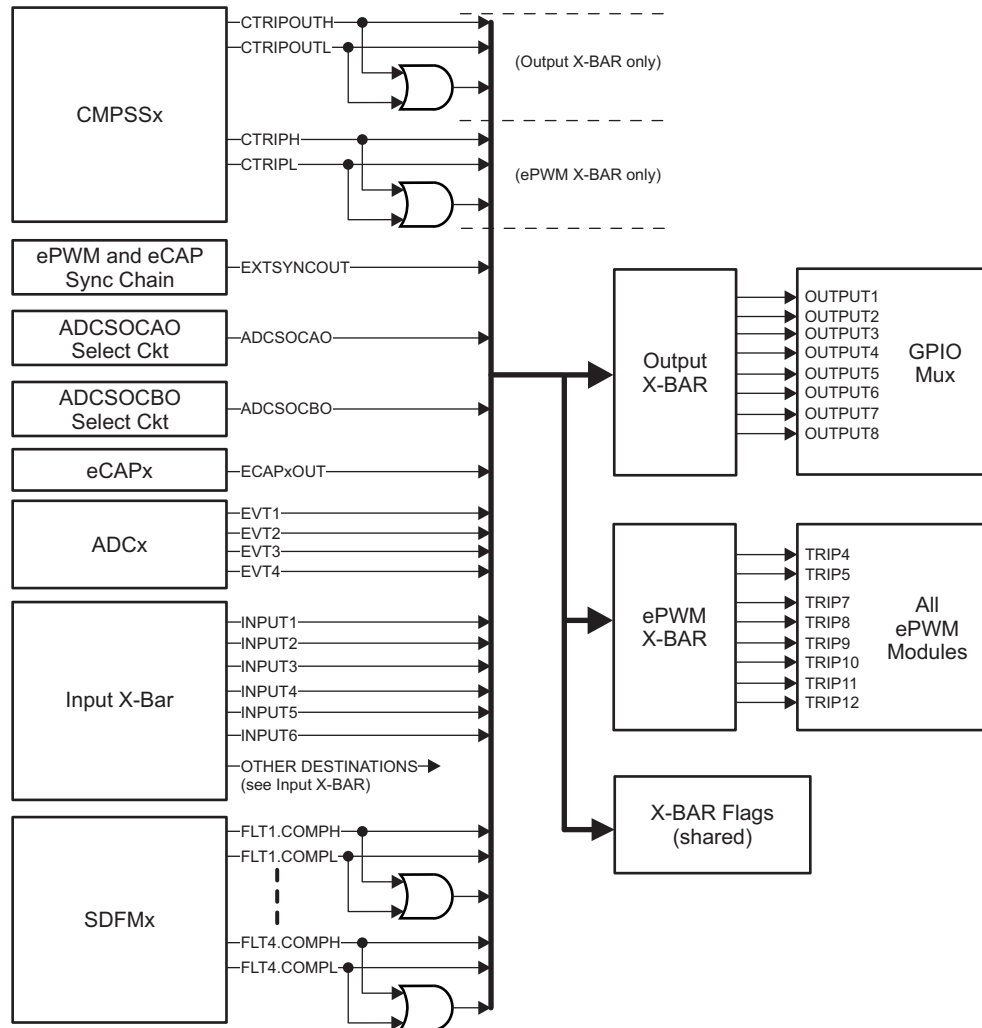 CMPSSx
CTRIPOUTH
CTRIPOUTL
CTRIPH
CTRIPL
(Output X-BAR only)
(ePWM X-BAR only)
ePWM and eCAP
Sync Chain
EXTSYNCOUT
ADCSOCAO
Select Ckt
ADCSOCAO
ADCSOCBO
Select Ckt
ADCSOCBO
eCAPx
ECAPxOUT
ADCx
EVT1
EVT2
EVT3
EVT4
Input X-Bar
INPUT1
INPUT2
INPUT3
INPUT4
INPUT5
INPUT6
OTHER DESTINATIONS
(see Input X-BAR)
SDFMx
FLT1.COMPH
FLT1.COMPL
FLT4.COMPH
FLT4.COMPL
Output
X-BAR
OUTPUT1
OUTPUT2
OUTPUT3
OUTPUT4
OUTPUT5
OUTPUT6
OUTPUT7
OUTPUT8
GPIO
Mux
ePWM
X-BAR
TRIP4
TRIP5
TRIP7
TRIP8
TRIP9
TRIP10
TRIP11
TRIP12
All
ePWM
Modules
X-BAR Flags
(shared)